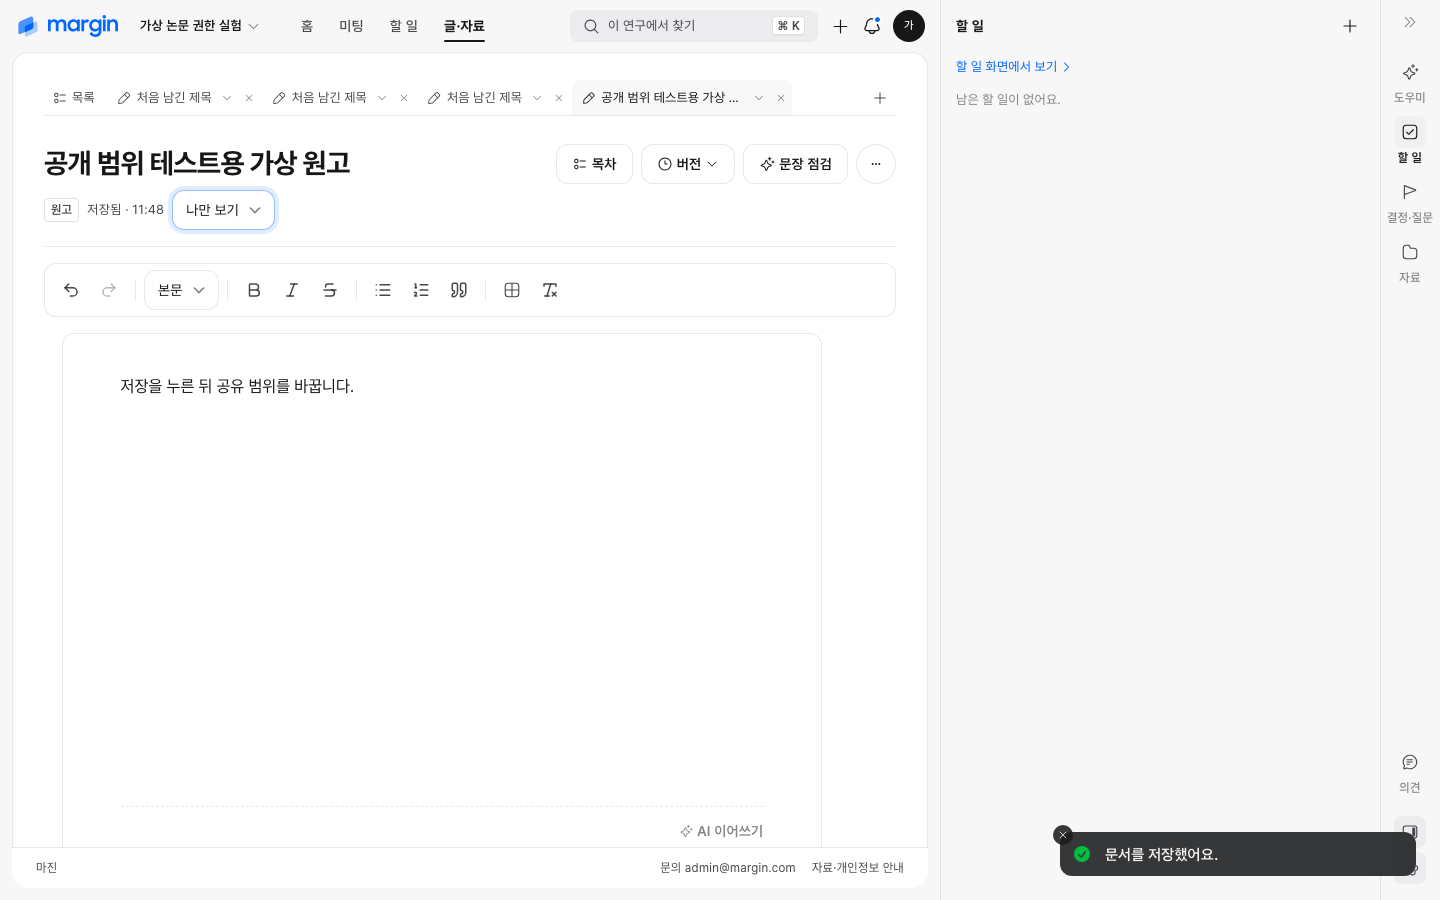 margin
가상 논문 권한 실험
홈
미팅
할 일
글·자료
이 연구에서 찾기
⌘ K
가
목록
처음 남긴 제목
처음 남긴 제목
처음 남긴 제목
공개 범위 테스트용 가상 ...
공개 범위 테스트용 가상 원고
목차
버전
문장 점검
원고
저장됨 · 11:48
나만 보기
본문
저장을 누른 뒤 공유 범위를 바꿉니다.
AI 이어쓰기
마진
문의 admin@margin.com
자료·개인정보 안내
할 일
할 일 화면에서 보기
남은 할 일이 없어요.
도우미
할 일
결정·질문
자료
의견
문서를 저장했어요.